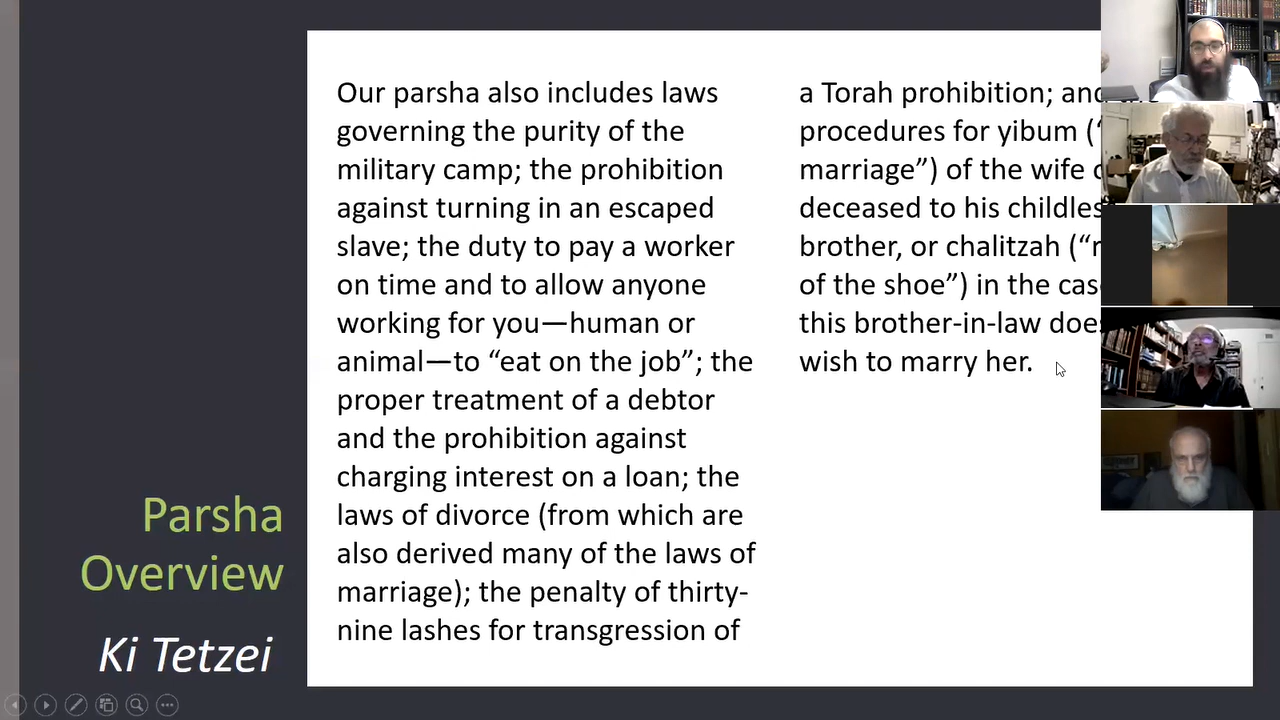 Our parsha also includes laws
governing the purity of the
military camp; the prohibition
against turning in an escaped
slave; the duty to pay a worker
on time and to allow anyone
working for you—human or
animal—to “eat on the job”; the
proper treatment of a debtor
and the prohibition against
charging interest on a loan; the
laws of divorce (from which are
also derived many of the laws of
marriage); the penalty of thirty-
nine lashes for transgression of
a Torah prohibition; and
procedures for yibum (“
marriage”) of the wife
deceased to his childles
brother, or chalitzah (“
of the shoe”) in the
this brother-in-law
wish to marry her.
Parsha
Overview
Ki Tetzei